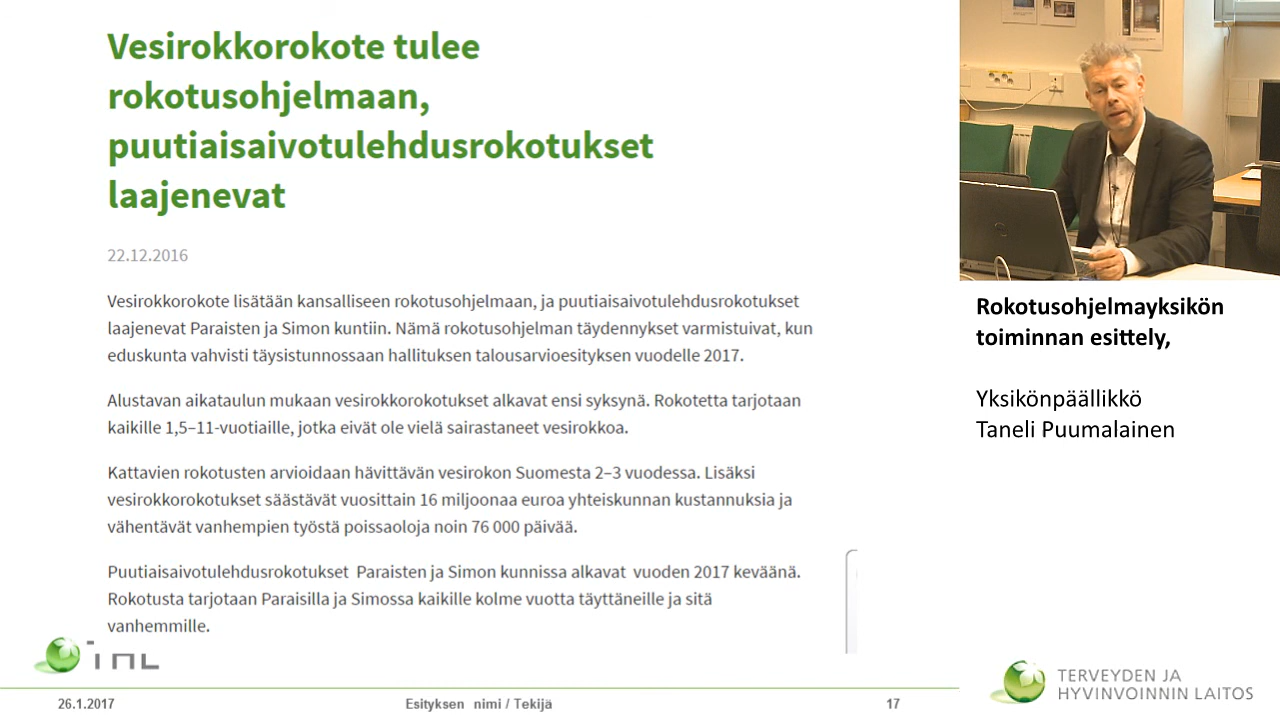 Vesirokkorokote tulee
rokotusohjelmaan,
puutiaisaivotulehdusrokotukset
laajenevat
22.12.2016
Vesirokkorokote lisätään kansalliseen rokotusohjelmaan, ja puutiaisaivotulehdusrokotukset
laajenevat Paraisten ja Simon kuntiin. Nämä rokotusohjelman täydennykset varmistuivat, kun
eduskunta vahvisti täysistunnossaan hallituksen talousarvioesityksen vuodelle 2017.
Alustavan aikataulun mukaan vesirokkorokotukset alkavat ensi syksynä. Rokotetta tarjotaan
kaikille 1,5–11-vuotiaille, jotka eivät ole vielä sairastaneet vesirokkoa.
Kattavien rokotusten arvioidaan hävittävän vesirokon Suomesta 2–3 vuodessa. Lisäksi
vesirokkorokotukset säästävät vuosittain 16 miljoonaa euroa yhteiskunnan kustannuksia ja
vähentävät vanhempien työstä poissaoloja noin 76 000 päivää.
Puutiaisaivotulehdusrokotukset Paraisten ja Simon kunnissa alkavat vuoden 2017 keväänä.
Rokotusta tarjotaan Paraisilla ja Simossa kaikille kolme vuotta täyttäneille ja sitä
vanhemmille.
26.1.2017
Esityksen nimi / Tekijä
17
Rokotusohjelmayksikön
toiminnan esittely,
Yksikönpäällikkö
Taneli Puumalainen
TERVEYDEN JA
HYVINVOINNIN LAITOS